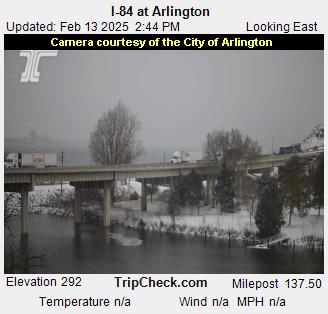 I-84 at Arlington
Updated: Feb 13 2025 2:44 PM Looking East
Camera courtesy of the City of Arlington
Elevation 292 TripCheck.com Milepost 137.50
Temperature n/a Wind n/a MPH n/a